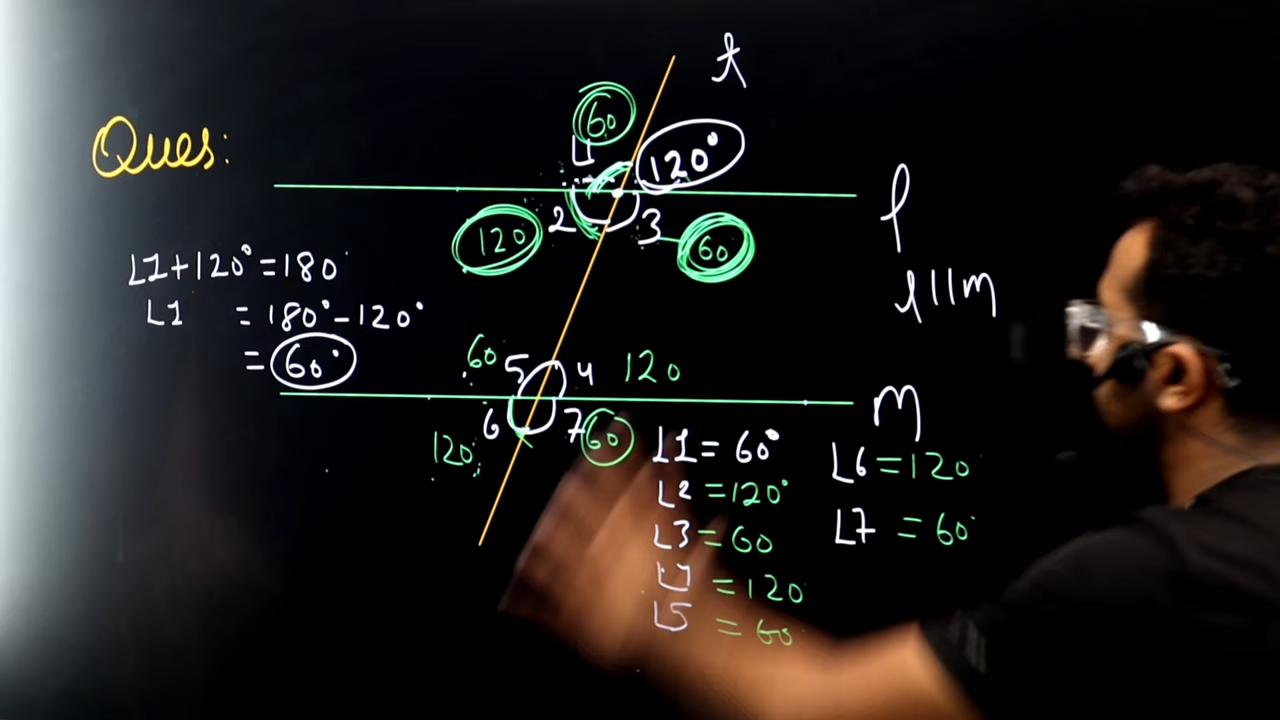 Ques:
t
60
∠1
120°
l
120
2
3
60
l||m
∠1+120°=180
∠1 = 180°-120°
= 60°
60
5
4
120
m
120
6
7
60
∠1 = 60°
∠2 = 120°
∠3 = 60
= 120
∠5 = 60
∠6 = 120
∠7 = 60